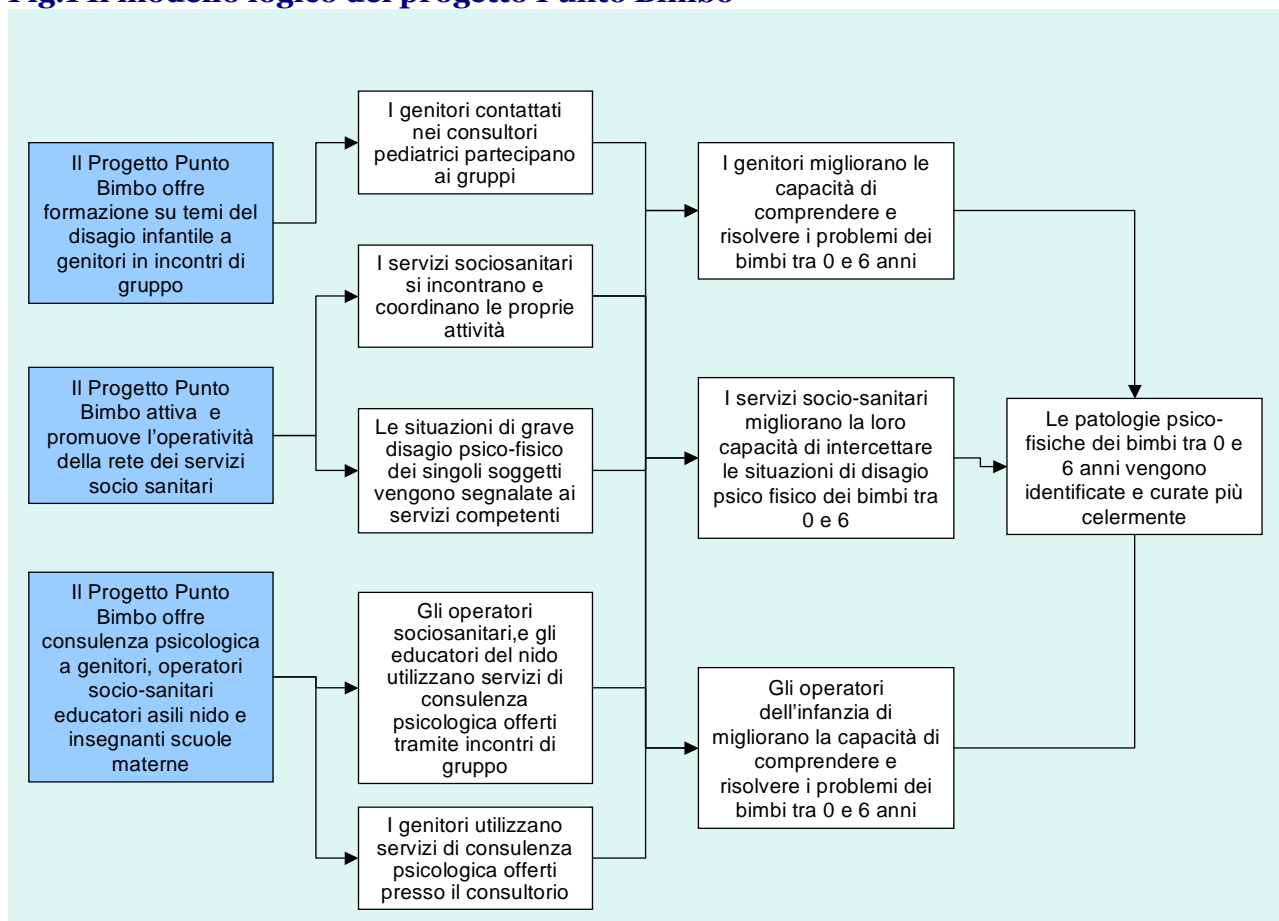 Fig.1 Il modello logico del progetto Punto Bimbo
Il Progetto Punto
Bimbo offre
formazione su temi del
disagio infantile a
genitori in incontri di
gruppo
Il Progetto Punto
Bimbo attiva e
promuove l'operatività
della rete dei servizi
socio sanitari
Il Progetto Punto
Bimbo offre
consulenza psicologica
a genitori, operatori
socio-sanitari
educatori asili nido e
insegnanti scuole
materne
I genitori contattati
nei consultori
pediatrici partecipano
ai gruppi
I servizi sociosanitari
si incontrano e
coordinano le proprie
attività
Le situazioni di grave
disagio psico-fisico
dei singoli soggetti
vengono segnalate ai
servizi competenti
Gli operatori
sociosanitari,e gli
educatori del nido
utilizzano servizi di
consulenza
psicologica offerti
tramite incontri di
gruppo
I genitori utilizzano
servizi di consulenza
psicologica offerti
presso il consultorio
I genitori migliorano le
capacità di
comprendere e
risolvere i problemi dei
bimbi tra 0 e 6 anni
I servizi socio-sanitari
migliorano la loro
capacità di intercettare
le situazioni di disagio
psico fisico dei bimbi tra
0 e 6
Gli operatori
dell'infanzia di
migliorano la capacità di
comprendere e
risolvere i problemi dei
bimbi tra 0 e 6 anni
Le patologie psico-
fisiche dei bimbi tra 0 e
6 anni vengono
identificate e curate più
celermente